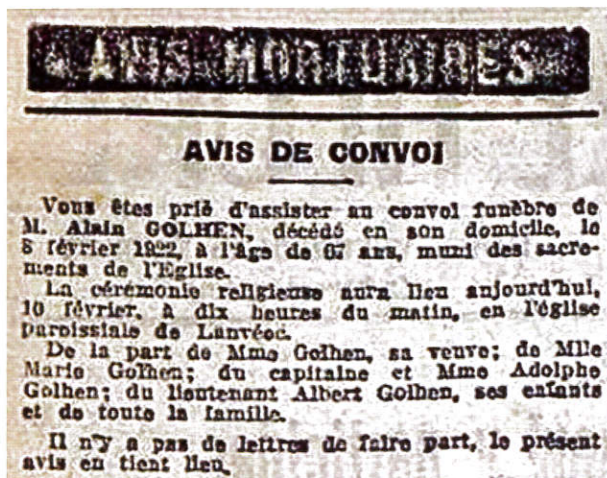 AVIS MORTUAIRES
AVIS DE CONVOI
Vous êtes prié d'assister au convoi funèbre de
M. Alain GOLHEN, décédé en son domicile, le
8 février 1922, à l'âge de 67 ans, muni des sacre-
ments de l'Eglise.
La cérémonie religieuse aura lieu aujourd'hui,
10 février, à dix heures du matin, en l'église
paroissiale de Lanvéoc.
De la part de Mme Golhen, sa veuve; de Mlle
Marie Golhen; du capitaine et Mme Adolphe
Golhen; du lieutenant Albert Golhen, ses enfants
et de toute la famille.
Il n'y a pas de lettres de faire part, le présent
avis en tient lieu.